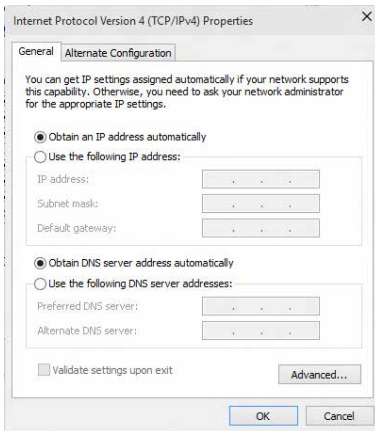 Internet Protocol Version 4 (TCP/IPv4) Properties
General
Alternate Configuration
You can get IP settings assigned automatically if your network supports
this capability. Otherwise, you need to ask your network administrator
for the appropriate IP settings.
Obtain an IP address automatically
Use the following IP address:
IP address:
Subnet mask:
Default gateway:
Obtain DNS server address automatically
Use the following DNS server addresses:
Preferred DNS server:
Alternate DNS server:
Validate settings upon exit
Advanced...
OK
Cancel